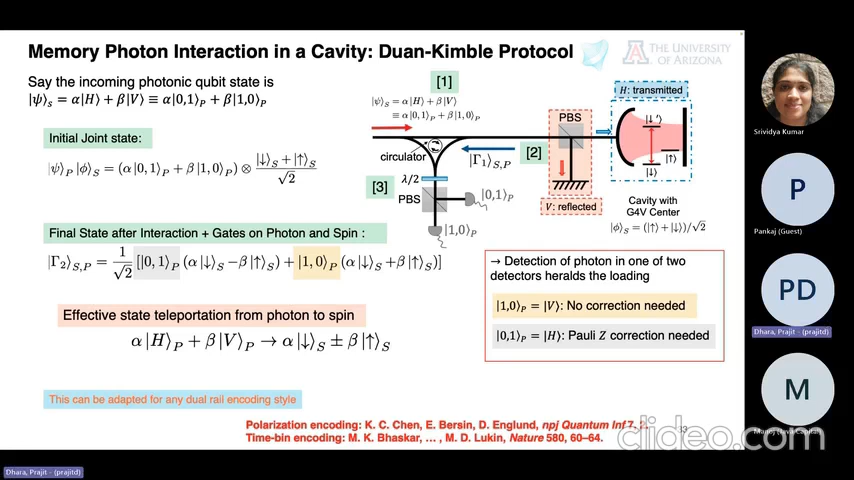 Memory Photon Interaction in a Cavity: Duan-Kimble Protocol
THE UNIVERSITY
OF ARIZONA
Say the incoming photonic qubit state is
|ψ⟩ₛ = α|H⟩ + β|V⟩ ≡ α|0,1⟩ₚ + β|1,0⟩ₚ
Initial Joint state:
|ψ⟩_P |ϕ⟩_S = (α|0,1⟩_P + β|1,0⟩_P) ⊗ (|↓⟩_S + |↑⟩_S)/√2
Final State after Interaction + Gates on Photon and Spin :
|Γ₂⟩_{S,P} = 1/√2 [|0,1⟩_P (α|↓⟩_S − β|↑⟩_S) + |1,0⟩_P (α|↓⟩_S + β|↑⟩_S)]
Effective state teleportation from photon to spin
α|H⟩_P + β|V⟩_P → α|↓⟩_S ± β|↑⟩_S
This can be adapted for any dual rail encoding style
[1]
|ψ⟩_S = α|H⟩ + β|V⟩
≡ α|0,1⟩_P + β|1,0⟩_P
circulator
|Γ₁⟩_{S,P}
[2]
[3]
λ/2
PBS
|0,1⟩_P
|1,0⟩_P
PBS
V: reflected
H: transmitted
|↓'⟩
|↑⟩
|↓⟩
Cavity with
G4V Center
|ϕ⟩_S = (|↑⟩ + |↓⟩)/√2
→ Detection of photon in one of two
detectors heralds the loading
|1,0⟩_P = |V⟩: No correction needed
|0,1⟩_P = |H⟩: Pauli Z correction needed
Polarization encoding: K. C. Chen, E. Bersin, D. Englund, npj Quantum Inf 7, 2.
Time-bin encoding: M. K. Bhaskar, … , M. D. Lukin, Nature 580, 60–64.
clideo.com
Srividya Kumar
P
Pankaj (Guest)
PD
Dhara, Prajit - (prajitd)
M
Dhara, Prajit - (prajitd)